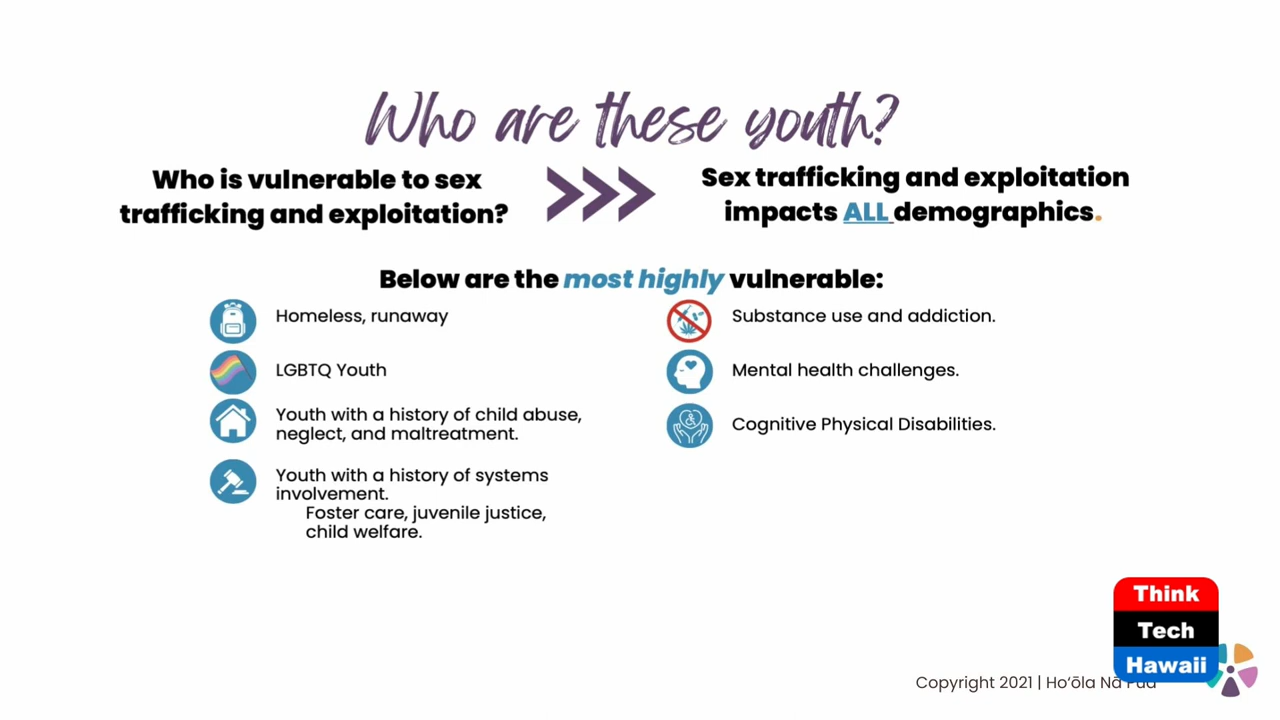 Who are these youth?
Who is vulnerable to sex
trafficking and exploitation?
Sex trafficking and exploitation
impacts ALL demographics.
Below are the most highly vulnerable:
Homeless, runaway
LGBTQ Youth
Youth with a history of child abuse,
neglect, and maltreatment.
Youth with a history of systems
involvement.
Foster care, juvenile justice,
child welfare.
Substance use and addiction.
Mental health challenges.
Cognitive Physical Disabilities.
Think
Tech
Hawaii
Copyright 2021 | Hoʻōla Nā